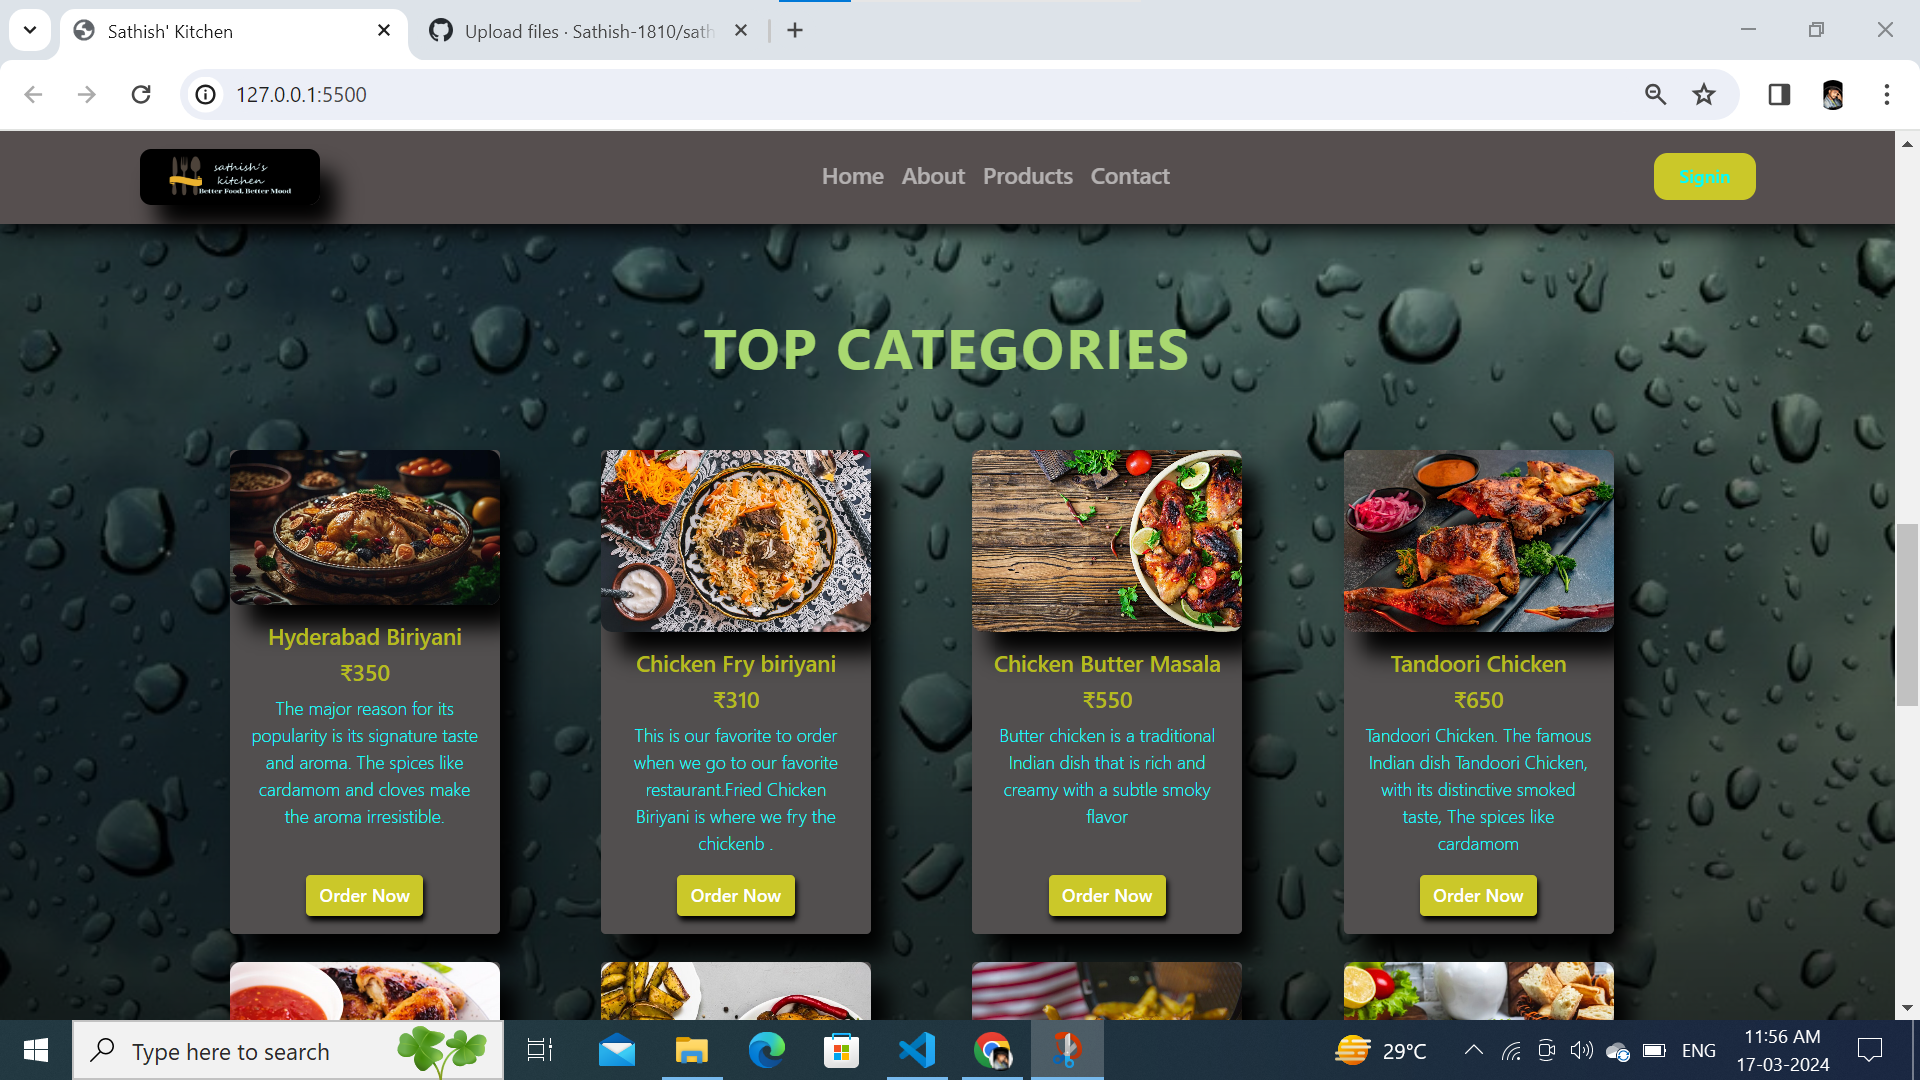 Sathish' Kitchen
Upload files · Sathish-1810/sath
127.0.0.1:5500
sathish's
kitchen
Better Food, Better Mood
Home About Products Contact
Signin
TOP CATEGORIES
Hyderabad Biriyani
₹350
The major reason for its
popularity is its signature taste
and aroma. The spices like
cardamom and cloves make
the aroma irresistible.
Order Now
Chicken Fry biriyani
₹310
This is our favorite to order
when we go to our favorite
restaurant.Fried Chicken
Biriyani is where we fry the
chickenb .
Order Now
Chicken Butter Masala
₹550
Butter chicken is a traditional
Indian dish that is rich and
creamy with a subtle smoky
flavor
Order Now
Tandoori Chicken
₹650
Tandoori Chicken. The famous
Indian dish Tandoori Chicken,
with its distinctive smoked
taste, The spices like
cardamom
Order Now
Type here to search
29°C
ENG
11:56 AM
17-03-2024